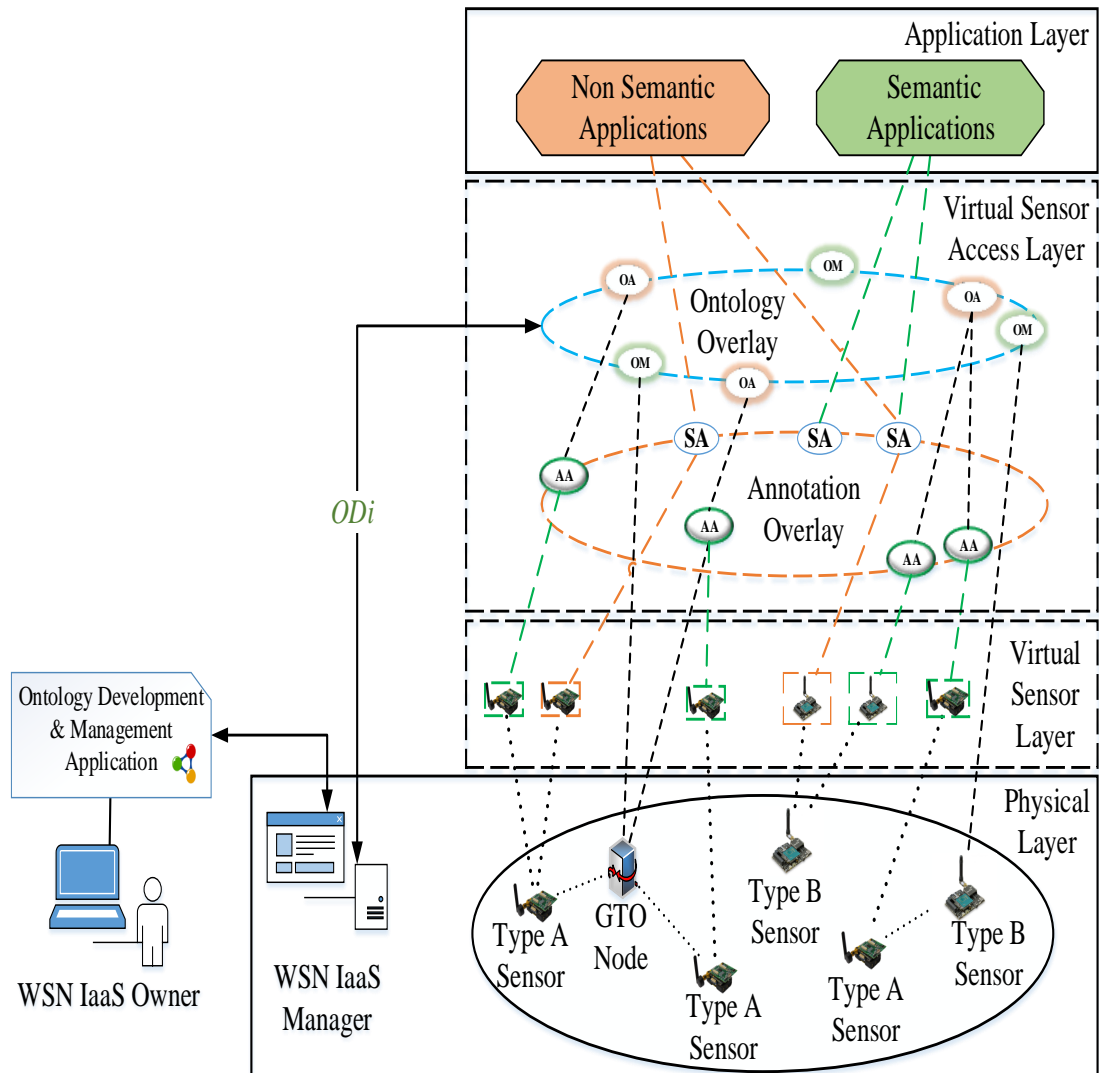 Application Layer
Non Semantic
Applications
Semantic
Applications
Virtual Sensor
Access Layer
OM
OA
OA
Ontology
Overlay
OM
OM
OA
SA
SA
SA
AA
Annotation
Overlay
AA
AA
AA
ODi
Virtual
Sensor
Layer
Ontology Development
& Management
Application
Physical
Layer
X
Type B
Sensor
Type A
Sensor
GTO
Node
Type B
Sensor
Type A
Sensor
Type A
Sensor
WSN IaaS Owner
WSN IaaS
Manager